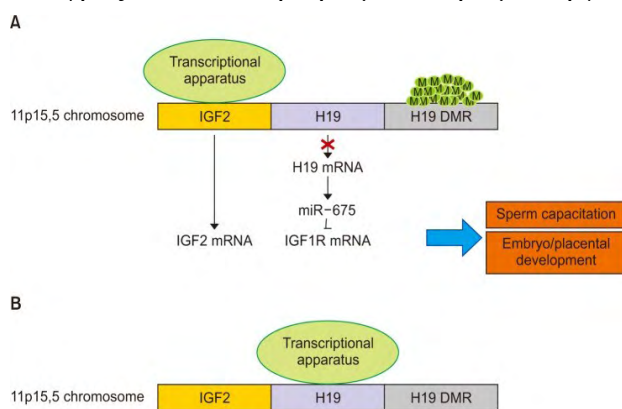 A
Transcriptional
apparatus
11p15,5 chromosome
IGF2
H19
H19 DMR
M M M M
M M M M M
M M M M M
H19 mRNA
miR-675
IGF2 mRNA
IGF1R mRNA
Sperm capacitation
Embryo/placental
development
B
Transcriptional
apparatus
11p15,5 chromosome
IGF2
H19
H19 DMR